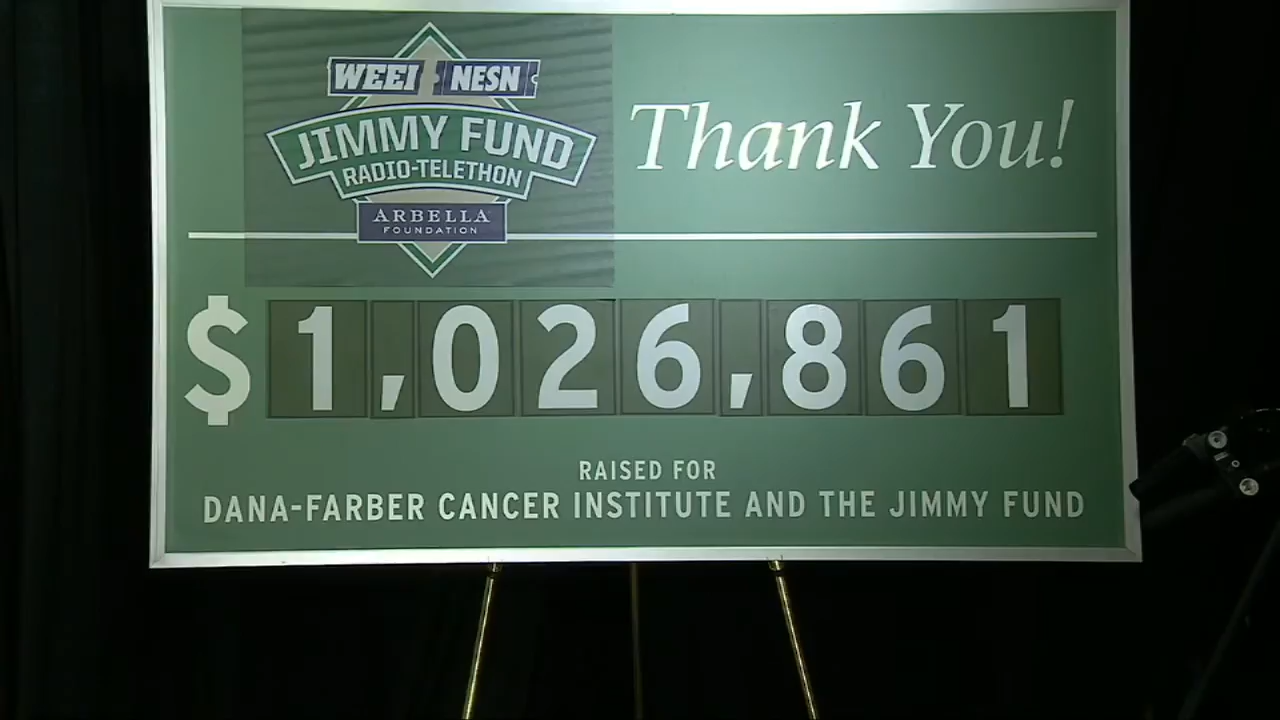 WEEI NESN
JIMMY FUND
RADIO-TELETHON
ARBELLA
FOUNDATION
Thank You!
$1,026,861
RAISED FOR
DANA-FARBER CANCER INSTITUTE AND THE JIMMY FUND